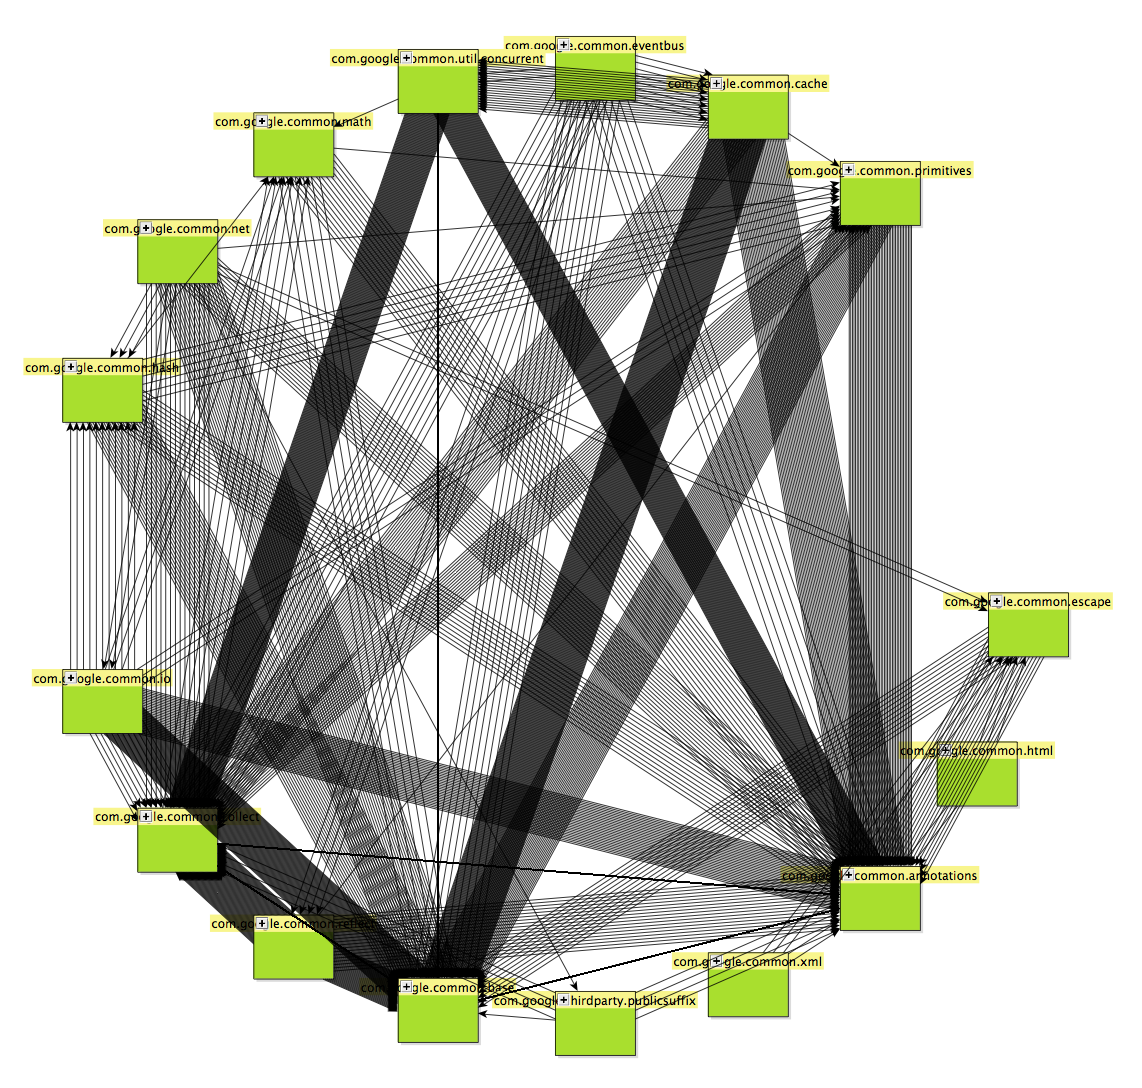 com.google.common.eventbus
com.google.common.util.concurrent
com.google.common.cache
com.google.common.math
com.google.common.primitives
com.google.common.net
com.google.common.hash
com.google.common.escape
com.google.common.io
com.google.common.html
com.google.common.collect
com.google.common.annotations
com.google.common.reflect
com.google.common.xml
com.google.common.base
com.google.thirdparty.publicsuffix